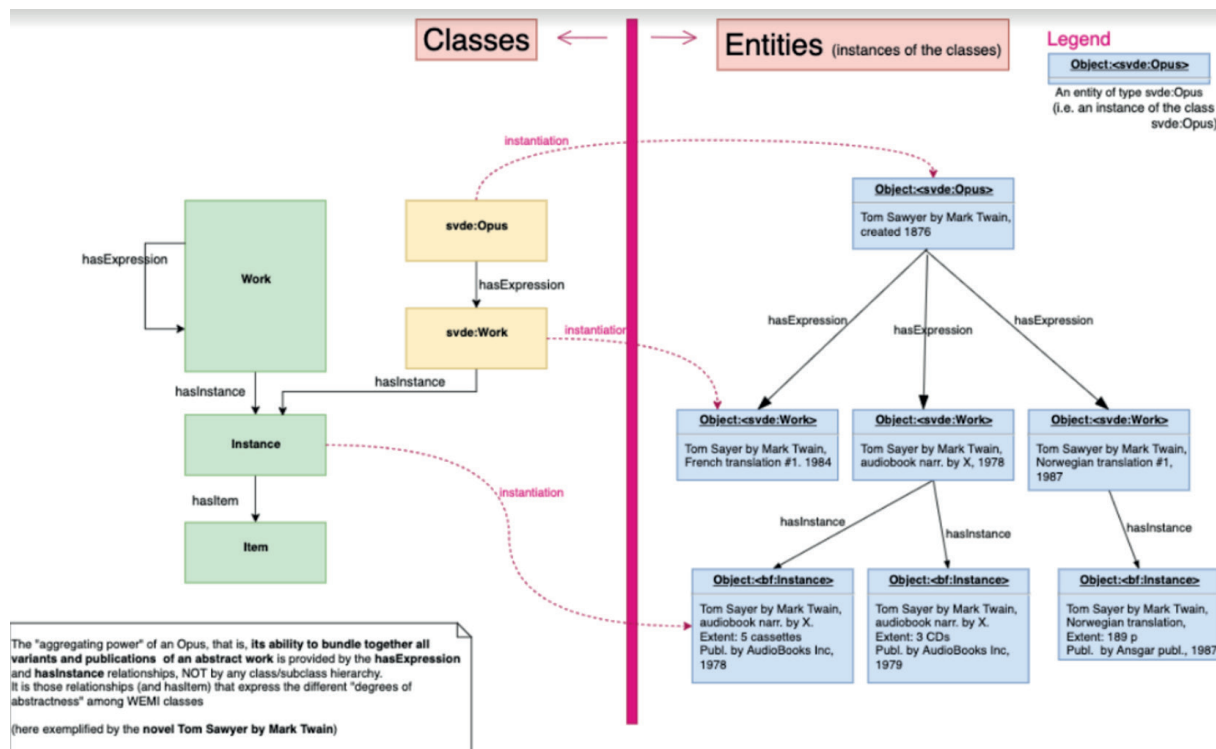 Classes
Entities (instances of the classes)
Legend
Object:<svde:Opus>
An entity of type svde:Opus
(i.e. an instance of the class
svde:Opus)
instantiation
Object:<svde:Opus>
Tom Sawyer by Mark Twain,
created 1876
hasExpression
Work
svde:Opus
hasExpression
svde:Work
instantiation
hasExpression
hasExpression
hasExpression
hasInstance
hasInstance
Instance
instantiation
hasItem
Item
Object:<svde:Work>
Tom Sayer by Mark Twain,
French translation #1. 1984
Object:<svde:Work>
Tom Sayer by Mark Twain,
audiobook narr. by X, 1978
Object:<svde:Work>
Tom Sawyer by Mark Twain,
Norwegian translation #1,
1987
hasInstance
hasInstance
hasInstance
Object:<bf:Instance>
Tom Sayer by Mark Twain,
audiobook narr. by X.
Extent: 5 cassettes
Publ. by AudioBooks Inc,
1978
Object:<bf:Instance>
Tom Sayer by Mark Twain,
audiobook narr. by X.
Extent: 3 CDs
Publ. by AudioBooks Inc,
1979
Object:<bf:Instance>
Tom Sayer by Mark Twain,
Norwegian translation,
Extent: 189 p
Publ. by Ansgar publ., 1987
The "aggregating power" of an Opus, that is, its ability to bundle together all
variants and publications of an abstract work is provided by the hasExpression
and hasInstance relationships, NOT by any class/subclass hierarchy.
It is those relationships (and hasItem) that express the different "degrees of
abstractness" among WEMI classes
(here exemplified by the novel Tom Sawyer by Mark Twain)